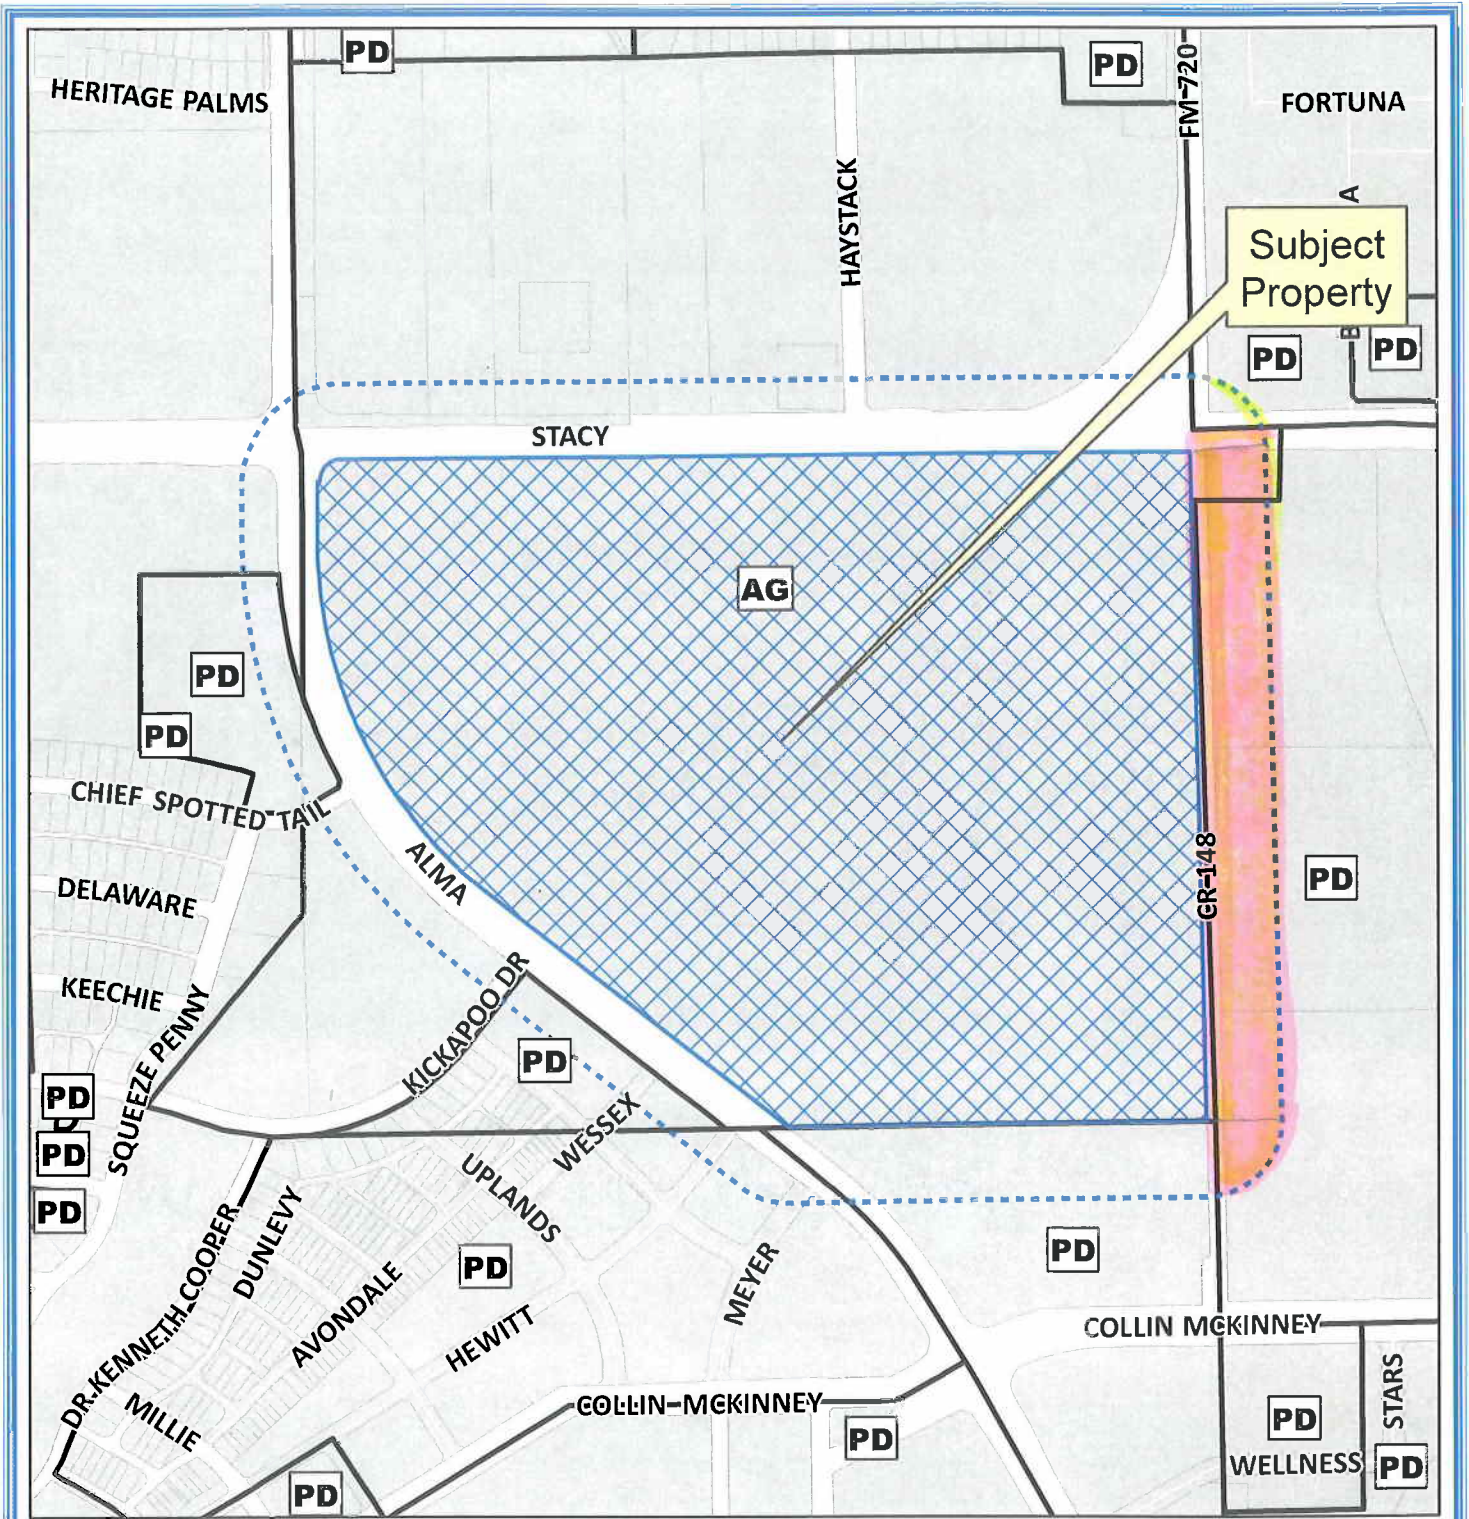 PD
PD
FM-720
HERITAGE PALMS
FORTUNA
HAYSTACK
A
Subject
Property
B
PD
PD
STACY
AG
PD
PD
CHIEF SPOTTED TAIL
ALMA
CR-148
PD
DELAWARE
KEECHIE
KICKAPOO DR
SQUEEZE PENNY
PD
PD
PD
PD
WESSEX
UPLANDS
DR.KENNETH COOPER
DUNLEVY
PD
AVONDALE
MEYER
PD
HEWITT
COLLIN MCKINNEY
MILLIE
COLLIN-MCKINNEY
PD
PD
STARS
WELLNESS
PD
PD